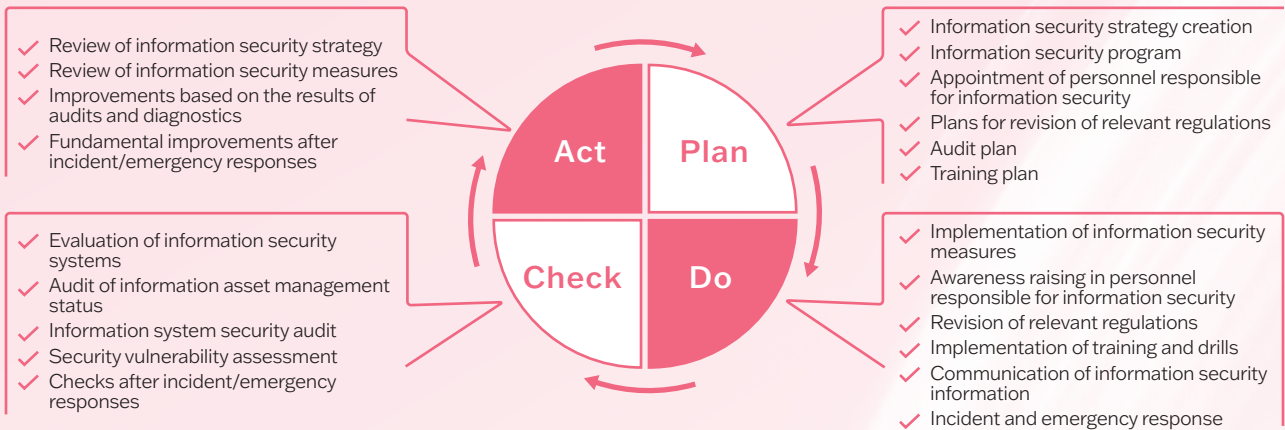 Review of information security strategy
Review of information security measures
Improvements based on the results of
audits and diagnostics
Fundamental improvements after
incident/emergency responses
Act
Plan
Information security strategy creation
Information security program
Appointment of personnel responsible
for information security
Plans for revision of relevant regulations
Audit plan
Training plan
Evaluation of information security
systems
Audit of information asset management
status
Information system security audit
Security vulnerability assessment
Checks after incident/emergency
responses
Check
Do
Implementation of information security
measures
Awareness raising in personnel
responsible for information security
Revision of relevant regulations
Implementation of training and drills
Communication of information security
information
Incident and emergency response